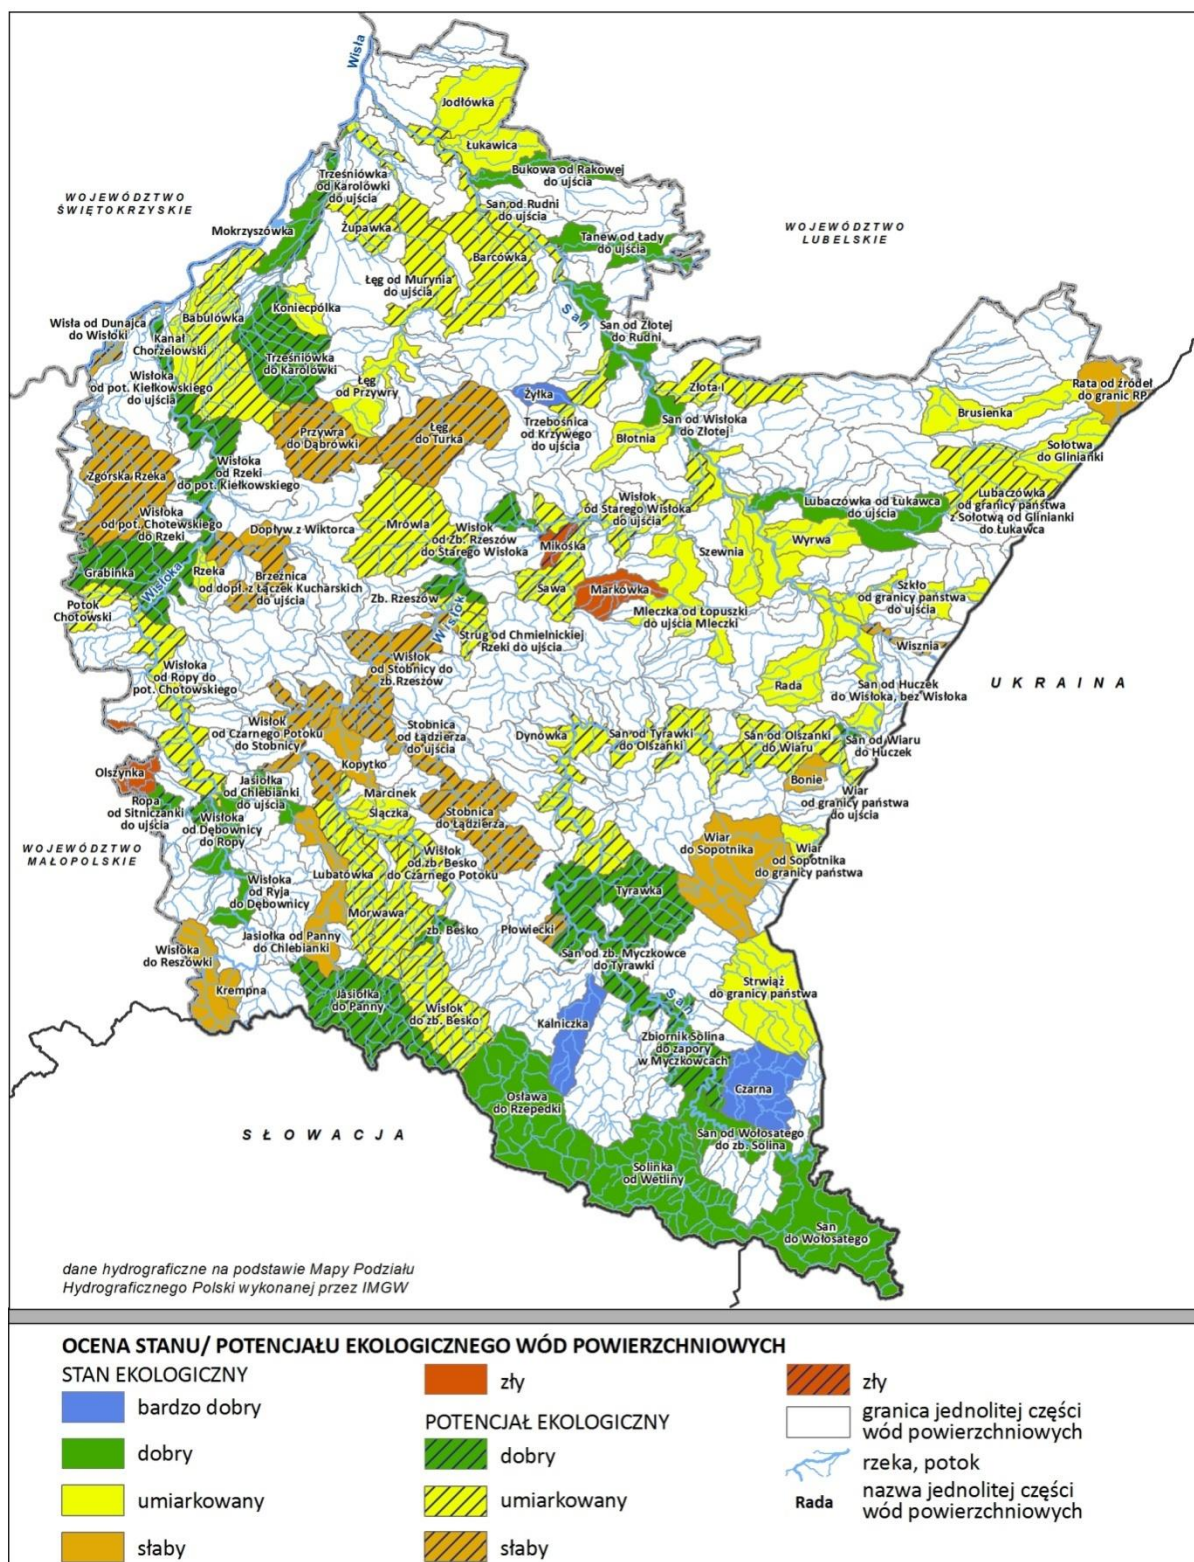 Wisła
Jodłówka
Łukawica
Bukowa od Rakowej
do ujścia
Trześniówka
od Karolówki
do ujścia
WOJEWÓDZTWO
ŚWIĘTOKRZYSKIE
San od Rudni
do ujścia
WOJEWÓDZTWO
LUBELSKIE
Mokrzyszówka
Żupawka
Tanew od Łady
do ujścia
Barcówka
Łęg od Murynia
do ujścia
San
Wisła od Dunajca
do Wisłoki
Babulówka
Koniecpólka
San od Złotej
do Rudni
Kanał
Chorzelowski
Trześniówka
do Karolówki
Wisłoka
od pot. Kiełkowskiego
do ujścia
Łęg
od Przywry
Żyłka
Złota-I
Rata od źródeł
do granic RP
Brusienka
Trzebośnica
od Krzywego
do ujścia
San od Wisłoka
do Złotej
Przywra
do Dąbrówki
Łęg
do Turka
Błotnia
Sołotwa
do Glinianki
Zgórska Rzeka
Wisłoka
od Rzeki
do pot. Kiełkowskiego
Lubaczówka
od granicy państwa
z Sołotwą od Glinianki
do Łukawca
Lubaczówka od Łukawca
do ujścia
Wisłoka
od pot. Chotewskiego
do Rzeki
Dopływ z Wiktorca
Mrowla
Wisłok
od Zb. Rzeszów
do Starego Wisłoka
Wisłok
od Starego Wisłoka
do ujścia
Mikośka
Szewnia
Wyrwa
Grabinka
Wisłoka
Rzeka
Brzeźnica
od dopł. z Łączek Kucharskich
do ujścia
Zb. Rzeszów
Sawa
Markówka
Szkło
od granicy państwa
do ujścia
Potok
Chotowski
Wisłok
Mleczka od Łopuszki
do ujścia Mleczki
Strug od Chmielnickiej
Rzeki do ujścia
Wisznia
Wisłoka
od Ropy do
pot. Chotowskiego
Wisłok
od Stobnicy do
zb.Rzeszów
Rada
San od Huczek
do Wisłoka, bez Wisłoka
UKRAINA
Wisłok
od Czarnego Potoku
do Stobnicy
Stobnica
od Łądzierza
do ujścia
Dynówka
San od Tyrawki
do Olszanki
San od Olszanki
do Wiaru
San od Wiaru
do Huczek
Olszynka
Kopytko
Jasiołka
od Chlebianki
do ujścia
Bonie
Wiar
od granicy państwa
do ujścia
Ropa
od Sitniczanki
do ujścia
Marcinek
Ślączka
Stobnica
do Łądzierza
Wisłoka
od Dębownicy
do Ropy
WOJEWÓDZTWO
MAŁOPOLSKIE
Wiar
do Sopotnika
Wiar
od Sopotnika
do granicy państwa
Wisłok
od zb. Besko
do Czarnego Potoku
Lubatówka
Wisłoka
od Ryja
do Dębownicy
Morwawa
Tyrawka
zb. Besko
Płowiecki
Jasiołka od Panny
do Chlebianki
Wisłoka
do Reszówki
San od zb. Myczkowce
do Tyrawki
Krempna
Strwiąż
do granicy państwa
Jasiołka
do Panny
Wisłok
do zb. Besko
San
Kalniczka
Zbiornik Solina
do zapory
w Myczkowcach
Czarna
Osława
do Rzepedki
SŁOWACJA
San od Wołosatego
do zb. Solina
Solinka
od Wetliny
San
do Wołosatego
dane hydrograficzne na podstawie Mapy Podziału
Hydrograficznego Polski wykonanej przez IMGW
OCENA STANU/ POTENCJAŁU EKOLOGICZNEGO WÓD POWIERZCHNIOWYCH
STAN EKOLOGICZNY
bardzo dobry
dobry
umiarkowany
słaby
zły
POTENCJAŁ EKOLOGICZNY
dobry
umiarkowany
słaby
zły
granica jednolitej części
wód powierzchniowych
rzeka, potok
Rada
nazwa jednolitej części
wód powierzchniowych